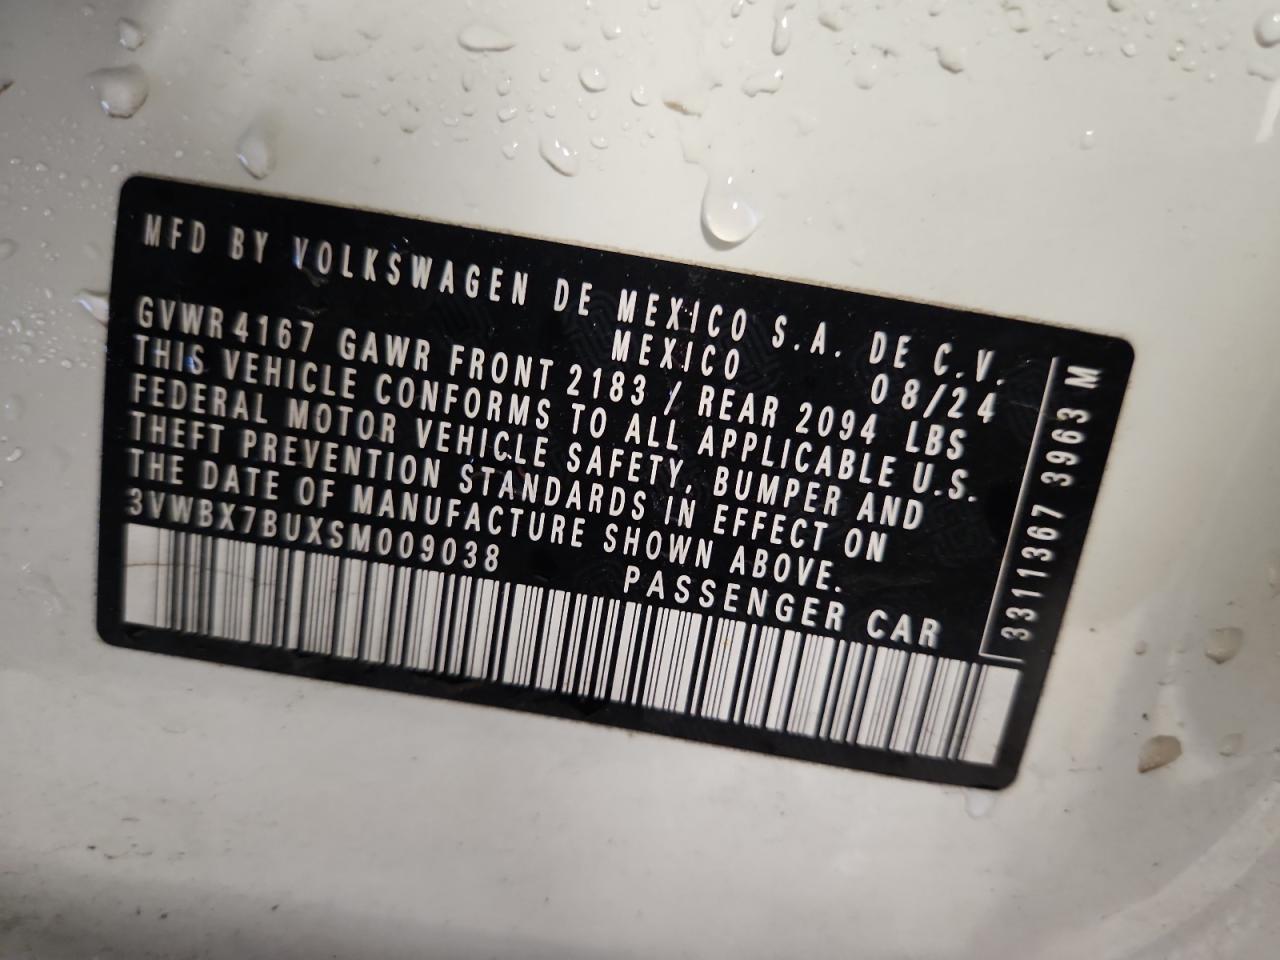 MFD BY VOLKSWAGEN DE MEXICO S.A. DE C.V.
MEXICO 08/24
GVWR 4167 GAWR FRONT 2183 / REAR 2094 LBS
THIS VEHICLE CONFORMS TO ALL APPLICABLE U.S.
FEDERAL MOTOR VEHICLE SAFETY, BUMPER AND
THEFT PREVENTION STANDARDS IN EFFECT ON
THE DATE OF MANUFACTURE SHOWN ABOVE.
3VWBX7BUXSM009038 PASSENGER CAR
3311367 3963 M